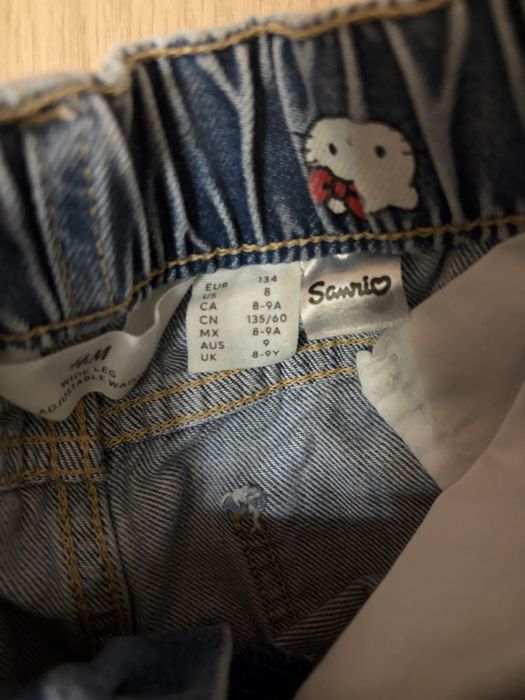 EUR 134
US 8
CA 8-9A
CN 135/60
MX 8-9A
AUS 9
UK 8-9Y
Sanrio
H&M
WIDE LEG
ADJUSTABLE WAIST